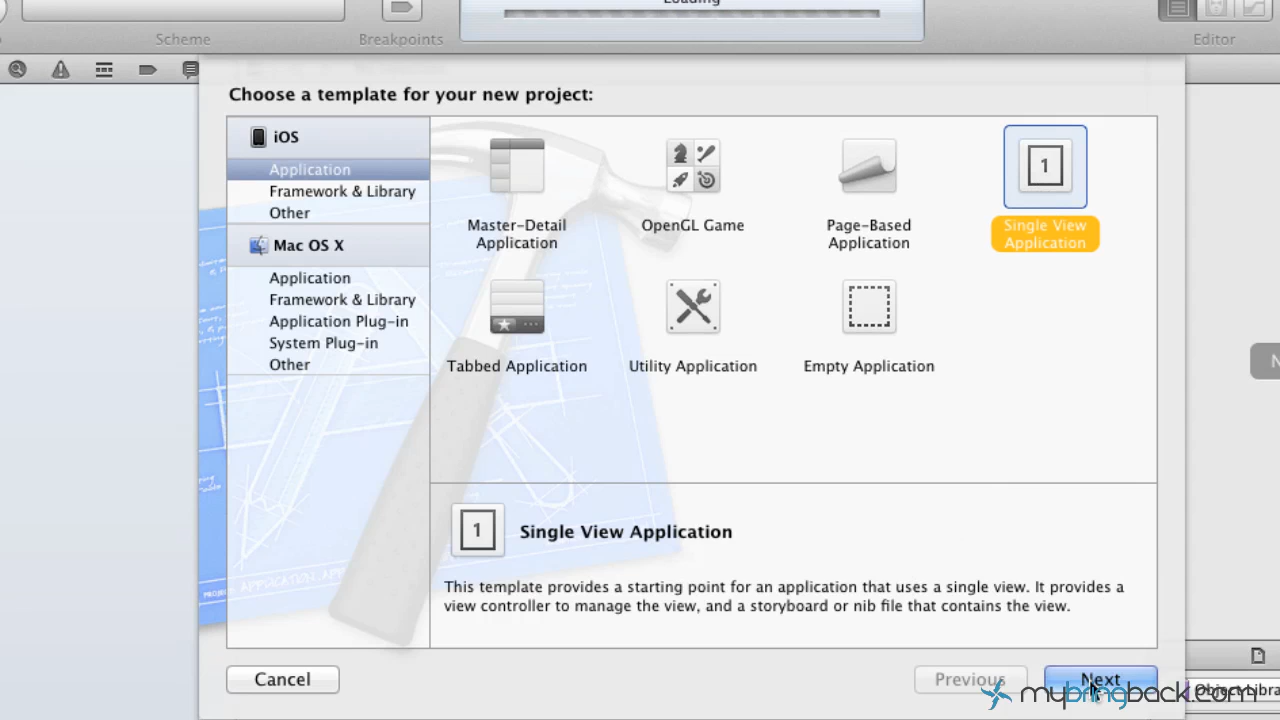 Loading
Scheme
Breakpoints
Editor
Choose a template for your new project:
iOS
Application
Framework & Library
Other
Mac OS X
Application
Framework & Library
Application Plug-in
System Plug-in
Other
Master-Detail
Application
OpenGL Game
Page-Based
Application
1
Single View
Application
Tabbed Application
Utility Application
Empty Application
1
Single View Application
This template provides a starting point for an application that uses a single view. It provides a
view controller to manage the view, and a storyboard or nib file that contains the view.
Cancel
Previous
Next
Object Libra
mybringback.com